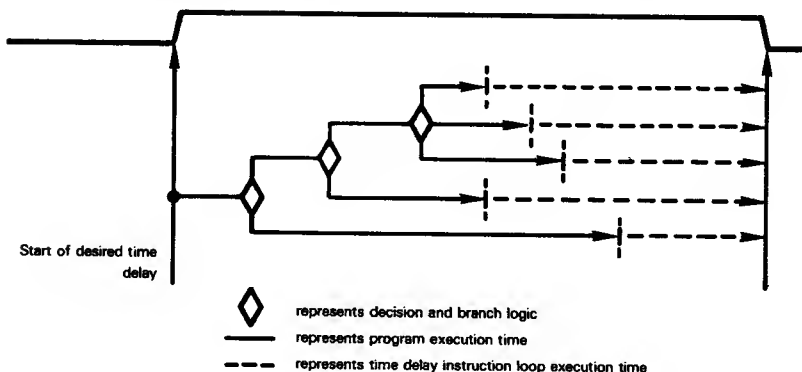 Start of desired time
delay
represents decision and branch logic
represents program execution time
represents time delay instruction loop execution time